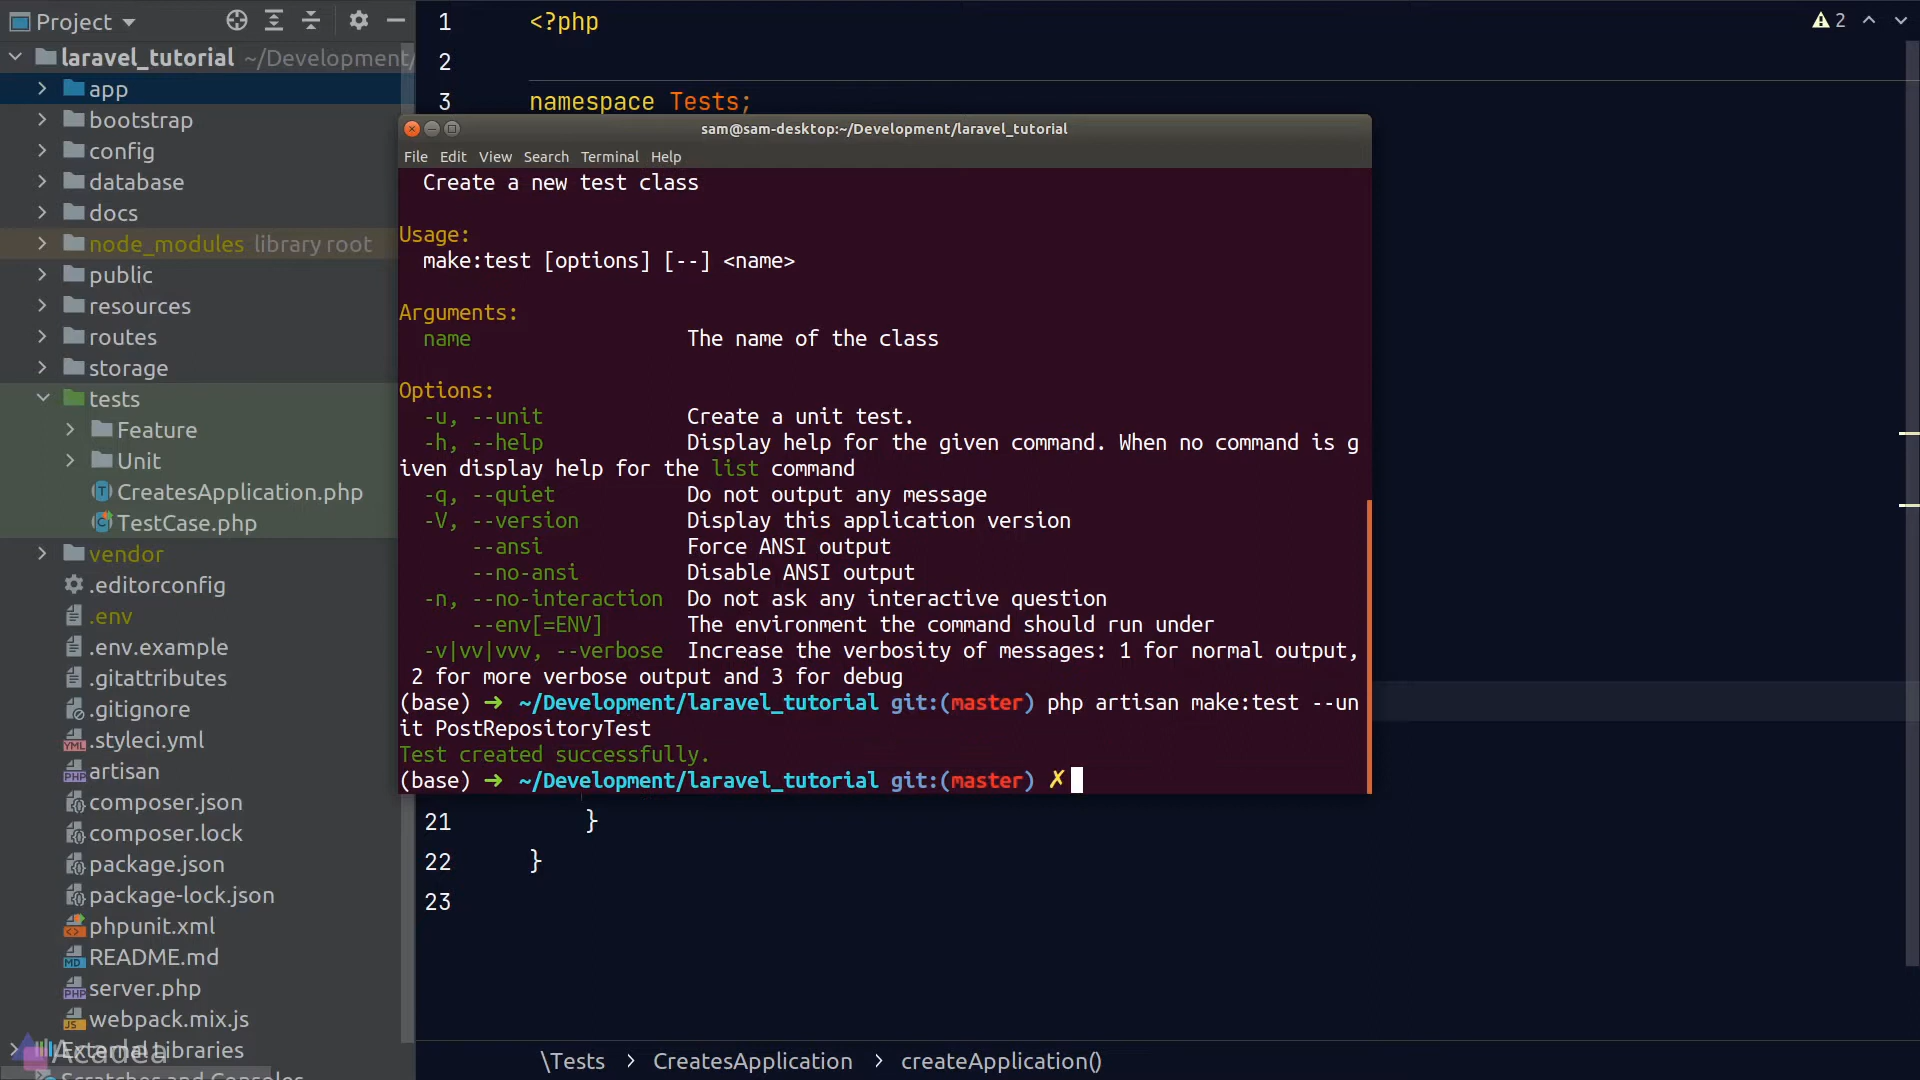 Project
laravel_tutorial ~/Development/
app
bootstrap
config
database
docs
node_modules library root
public
resources
routes
storage
tests
Feature
Unit
CreatesApplication.php
TestCase.php
vendor
.editorconfig
.env
.env.example
.gitattributes
.gitignore
.styleci.yml
artisan
composer.json
composer.lock
package.json
package-lock.json
phpunit.xml
README.md
server.php
webpack.mix.js
External Libraries
Acadea
Scratches and Consoles
1 <?php
2
3 namespace Tests;
2
sam@sam-desktop:~/Development/laravel_tutorial
File Edit View Search Terminal Help
Create a new test class
Usage:
make:test [options] [--] <name>
Arguments:
name The name of the class
Options:
-u, --unit Create a unit test.
-h, --help Display help for the given command. When no command is g
iven display help for the list command
-q, --quiet Do not output any message
-V, --version Display this application version
--ansi Force ANSI output
--no-ansi Disable ANSI output
-n, --no-interaction Do not ask any interactive question
--env[=ENV] The environment the command should run under
-v|vv|vvv, --verbose Increase the verbosity of messages: 1 for normal output,
2 for more verbose output and 3 for debug
(base) ➜ ~/Development/laravel_tutorial git:(master) php artisan make:test --un
it PostRepositoryTest
Test created successfully.
(base) ➜ ~/Development/laravel_tutorial git:(master) ✗
21 }
22 }
23
\Tests > CreatesApplication > createApplication()